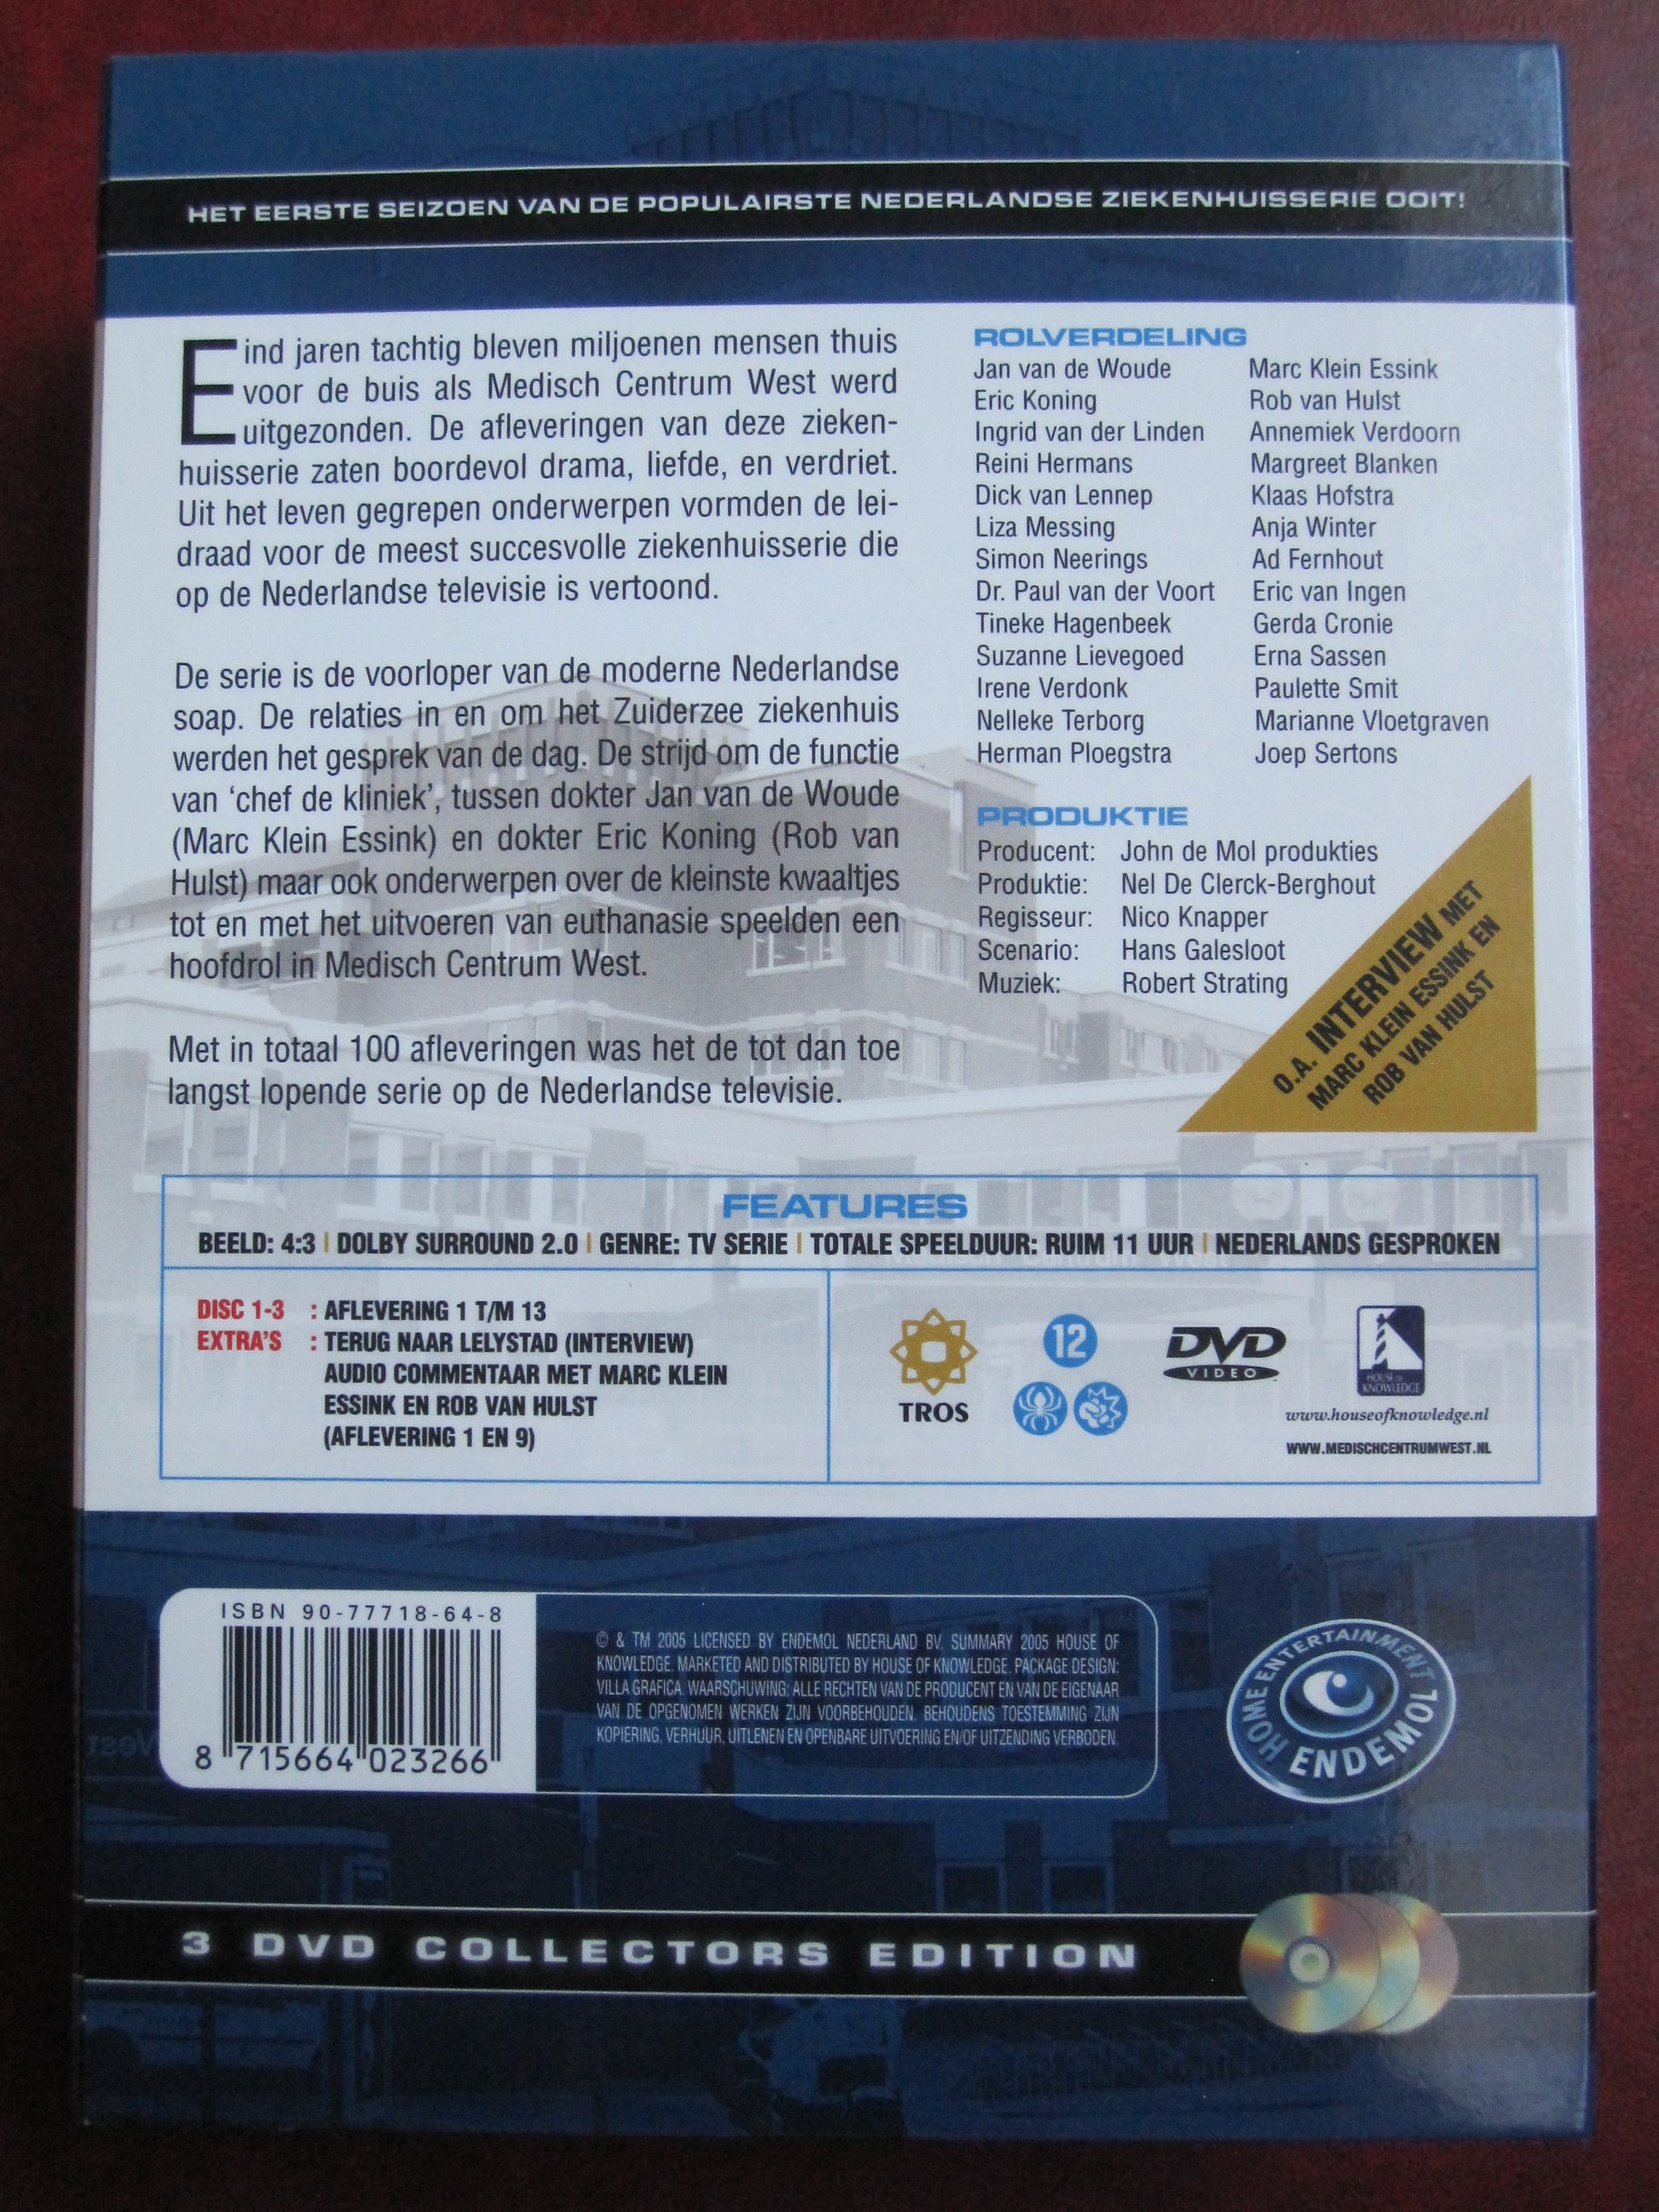 HET EERSTE SEIZOEN VAN DE POPULAIRSTE NEDERLANDSE ZIEKENHUISSERIE OOIT!
Eind jaren tachtig bleven miljoenen mensen thuis
voor de buis als Medisch Centrum West werd
uitgezonden. De afleveringen van deze zieken-
huisserie zaten boordevol drama, liefde, en verdriet.
Uit het leven gegrepen onderwerpen vormden de lei-
draad voor de meest succesvolle ziekenhuisserie die
op de Nederlandse televisie is vertoond.
De serie is de voorloper van de moderne Nederlandse
soap. De relaties in en om het Zuiderzee ziekenhuis
werden het gesprek van de dag. De strijd om de functie
van ‘chef de kliniek’, tussen dokter Jan van de Woude
(Marc Klein Essink) en dokter Eric Koning (Rob van
Hulst) maar ook onderwerpen over de kleinste kwaaltjes
tot en met het uitvoeren van euthanasie speelden een
hoofdrol in Medisch Centrum West.
Met in totaal 100 afleveringen was het de tot dan toe
langst lopende serie op de Nederlandse televisie.
ROLVERDELING
Jan van de Woude Marc Klein Essink
Eric Koning Rob van Hulst
Ingrid van der Linden Annemiek Verdoorn
Reini Hermans Margreet Blanken
Dick van Lennep Klaas Hofstra
Liza Messing Anja Winter
Simon Neerings Ad Fernhout
Dr. Paul van der Voort Eric van Ingen
Tineke Hagenbeek Gerda Cronie
Suzanne Lievegoed Erna Sassen
Irene Verdonk Paulette Smit
Nelleke Terborg Marianne Vloetgraven
Herman Ploegstra Joep Sertons
PRODUKTIE
Producent: John de Mol produkties
Produktie: Nel De Clerck-Berghout
Regisseur: Nico Knapper
Scenario: Hans Galesloot
Muziek: Robert Strating
O.A. INTERVIEW MET
MARC KLEIN ESSINK EN
ROB VAN HULST
FEATURES
BEELD: 4:3 | DOLBY SURROUND 2.0 | GENRE: TV SERIE | TOTALE SPEELDUUR: RUIM 11 UUR | NEDERLANDS GESPROKEN
DISC 1-3 : AFLEVERING 1 T/M 13
EXTRA'S : TERUG NAAR LELYSTAD (INTERVIEW)
AUDIO COMMENTAAR MET MARC KLEIN
ESSINK EN ROB VAN HULST
(AFLEVERING 1 EN 9)
TROS
12
DVD
VIDEO
HOUSE OF
KNOWLEDGE
www.houseofknowledge.nl
WWW.MEDISCHCENTRUMWEST.NL
ISBN 90-77718-64-8
8 715664 023266
© & TM 2005 LICENSED BY ENDEMOL NEDERLAND BV. SUMMARY 2005 HOUSE OF
KNOWLEDGE. MARKETED AND DISTRIBUTED BY HOUSE OF KNOWLEDGE. PACKAGE DESIGN:
VILLA GRAFICA. WAARSCHUWING: ALLE RECHTEN VAN DE PRODUCENT EN VAN DE EIGENAAR
VAN DE OPGENOMEN WERKEN ZIJN VOORBEHOUDEN. BEHOUDENS TOESTEMMING ZIJN
KOPIERING, VERHUUR, UITLENEN EN OPENBARE UITVOERING EN/OF UITZENDING VERBODEN.
HOME ENTERTAINMENT
ENDEMOL
3 DVD COLLECTORS EDITION